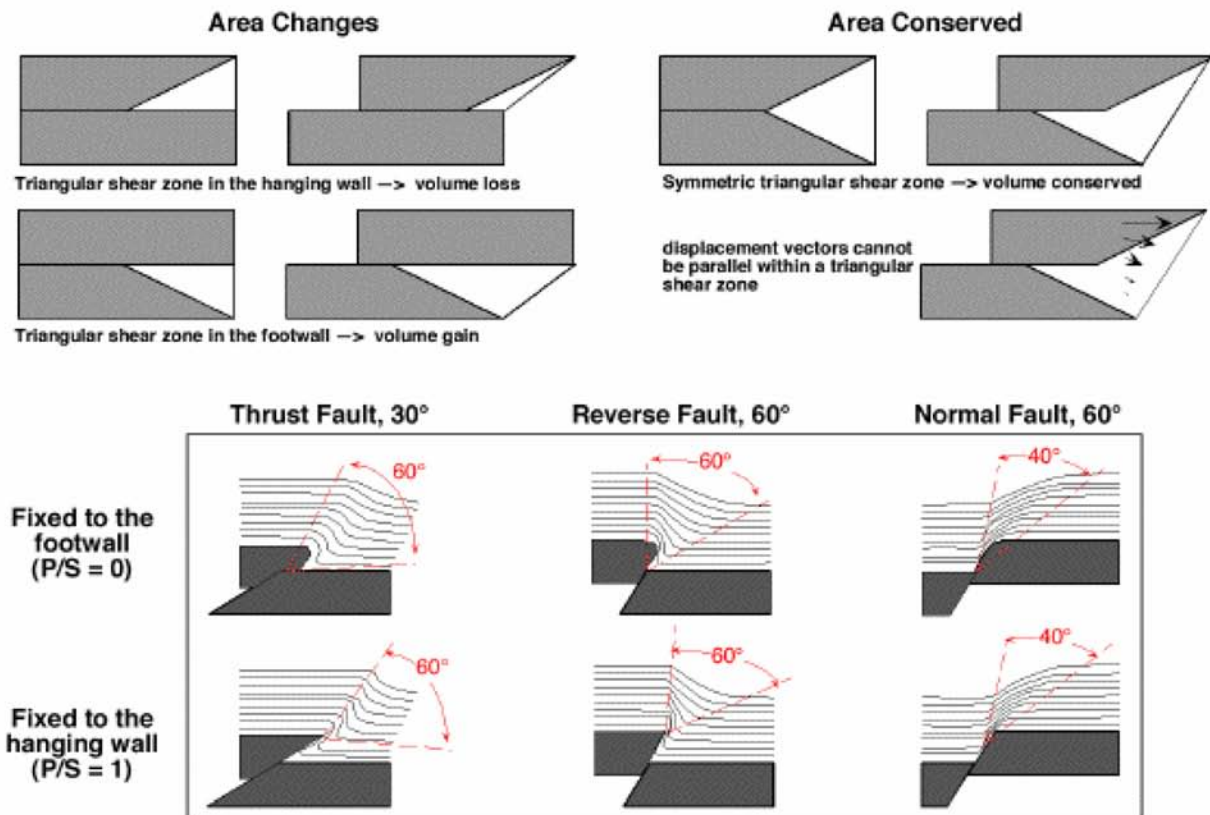 Area Changes
Area Conserved
Triangular shear zone in the hanging wall —> volume loss
Symmetric triangular shear zone —> volume conserved
displacement vectors cannot
be parallel within a triangular
shear zone
Triangular shear zone in the footwall —> volume gain
Thrust Fault, 30°
Reverse Fault, 60°
Normal Fault, 60°
Fixed to the
footwall
(P/S = 0)
60°
60°
40°
Fixed to the
hanging wall
(P/S = 1)
60°
60°
40°